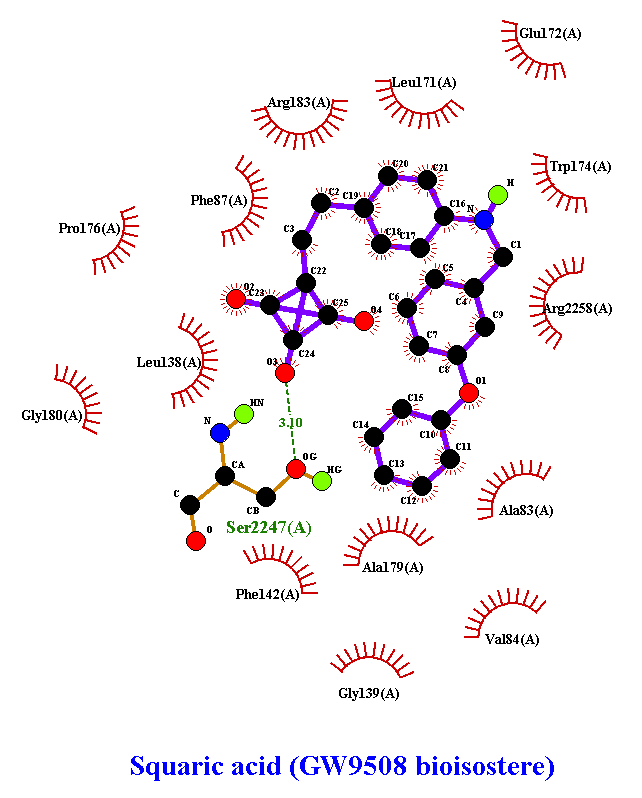 Glu172(A)
Leu171(A)
Arg183(A)
C20
C21
Trp174(A)
H
C2
C19
C16
N
Phe87(A)
Pro176(A)
C3
C18
C17
C1
C22
C5
C4
O2
C23
C25
O4
C6
C9
Arg2258(A)
C7
C24
C8
O3
Leu138(A)
O1
Gly180(A)
HN
N
3.10
C15
C14
C10
C11
CA
OG
HG
C13
C12
C
CB
O
Ser2247(A)
Ala83(A)
Ala179(A)
Phe142(A)
Val84(A)
Gly139(A)
Squaric acid (GW9508 bioisostere)